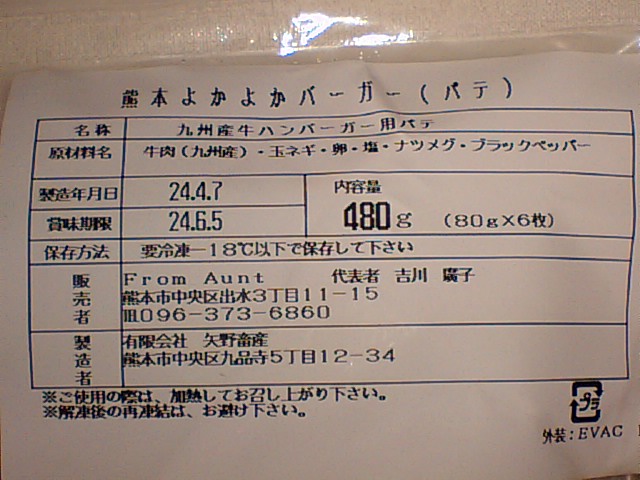 熊本よかよかバーガー(パテ)
名称 九州産牛ハンバーガー用パテ
原材料名 牛肉(九州産)・玉ネギ・卵・塩・ナツメグ・ブラックペッパー
製造年月日 24.4.7 内容量
賞味期限 24.6.5 480g (80g×6枚)
保存方法 要冷凍-18℃以下で保存して下さい
販売者 From Aunt 代表者 吉川 廣子
熊本市中央区出水3丁目11-15
℡096-373-6860
製造者 有限会社 矢野畜産
熊本市中央区九品寺5丁目12-34
※ご使用の際は、加熱してお召し上がり下さい。
※解凍後の再凍結は、お避け下さい。
プラ
外装:EVAC